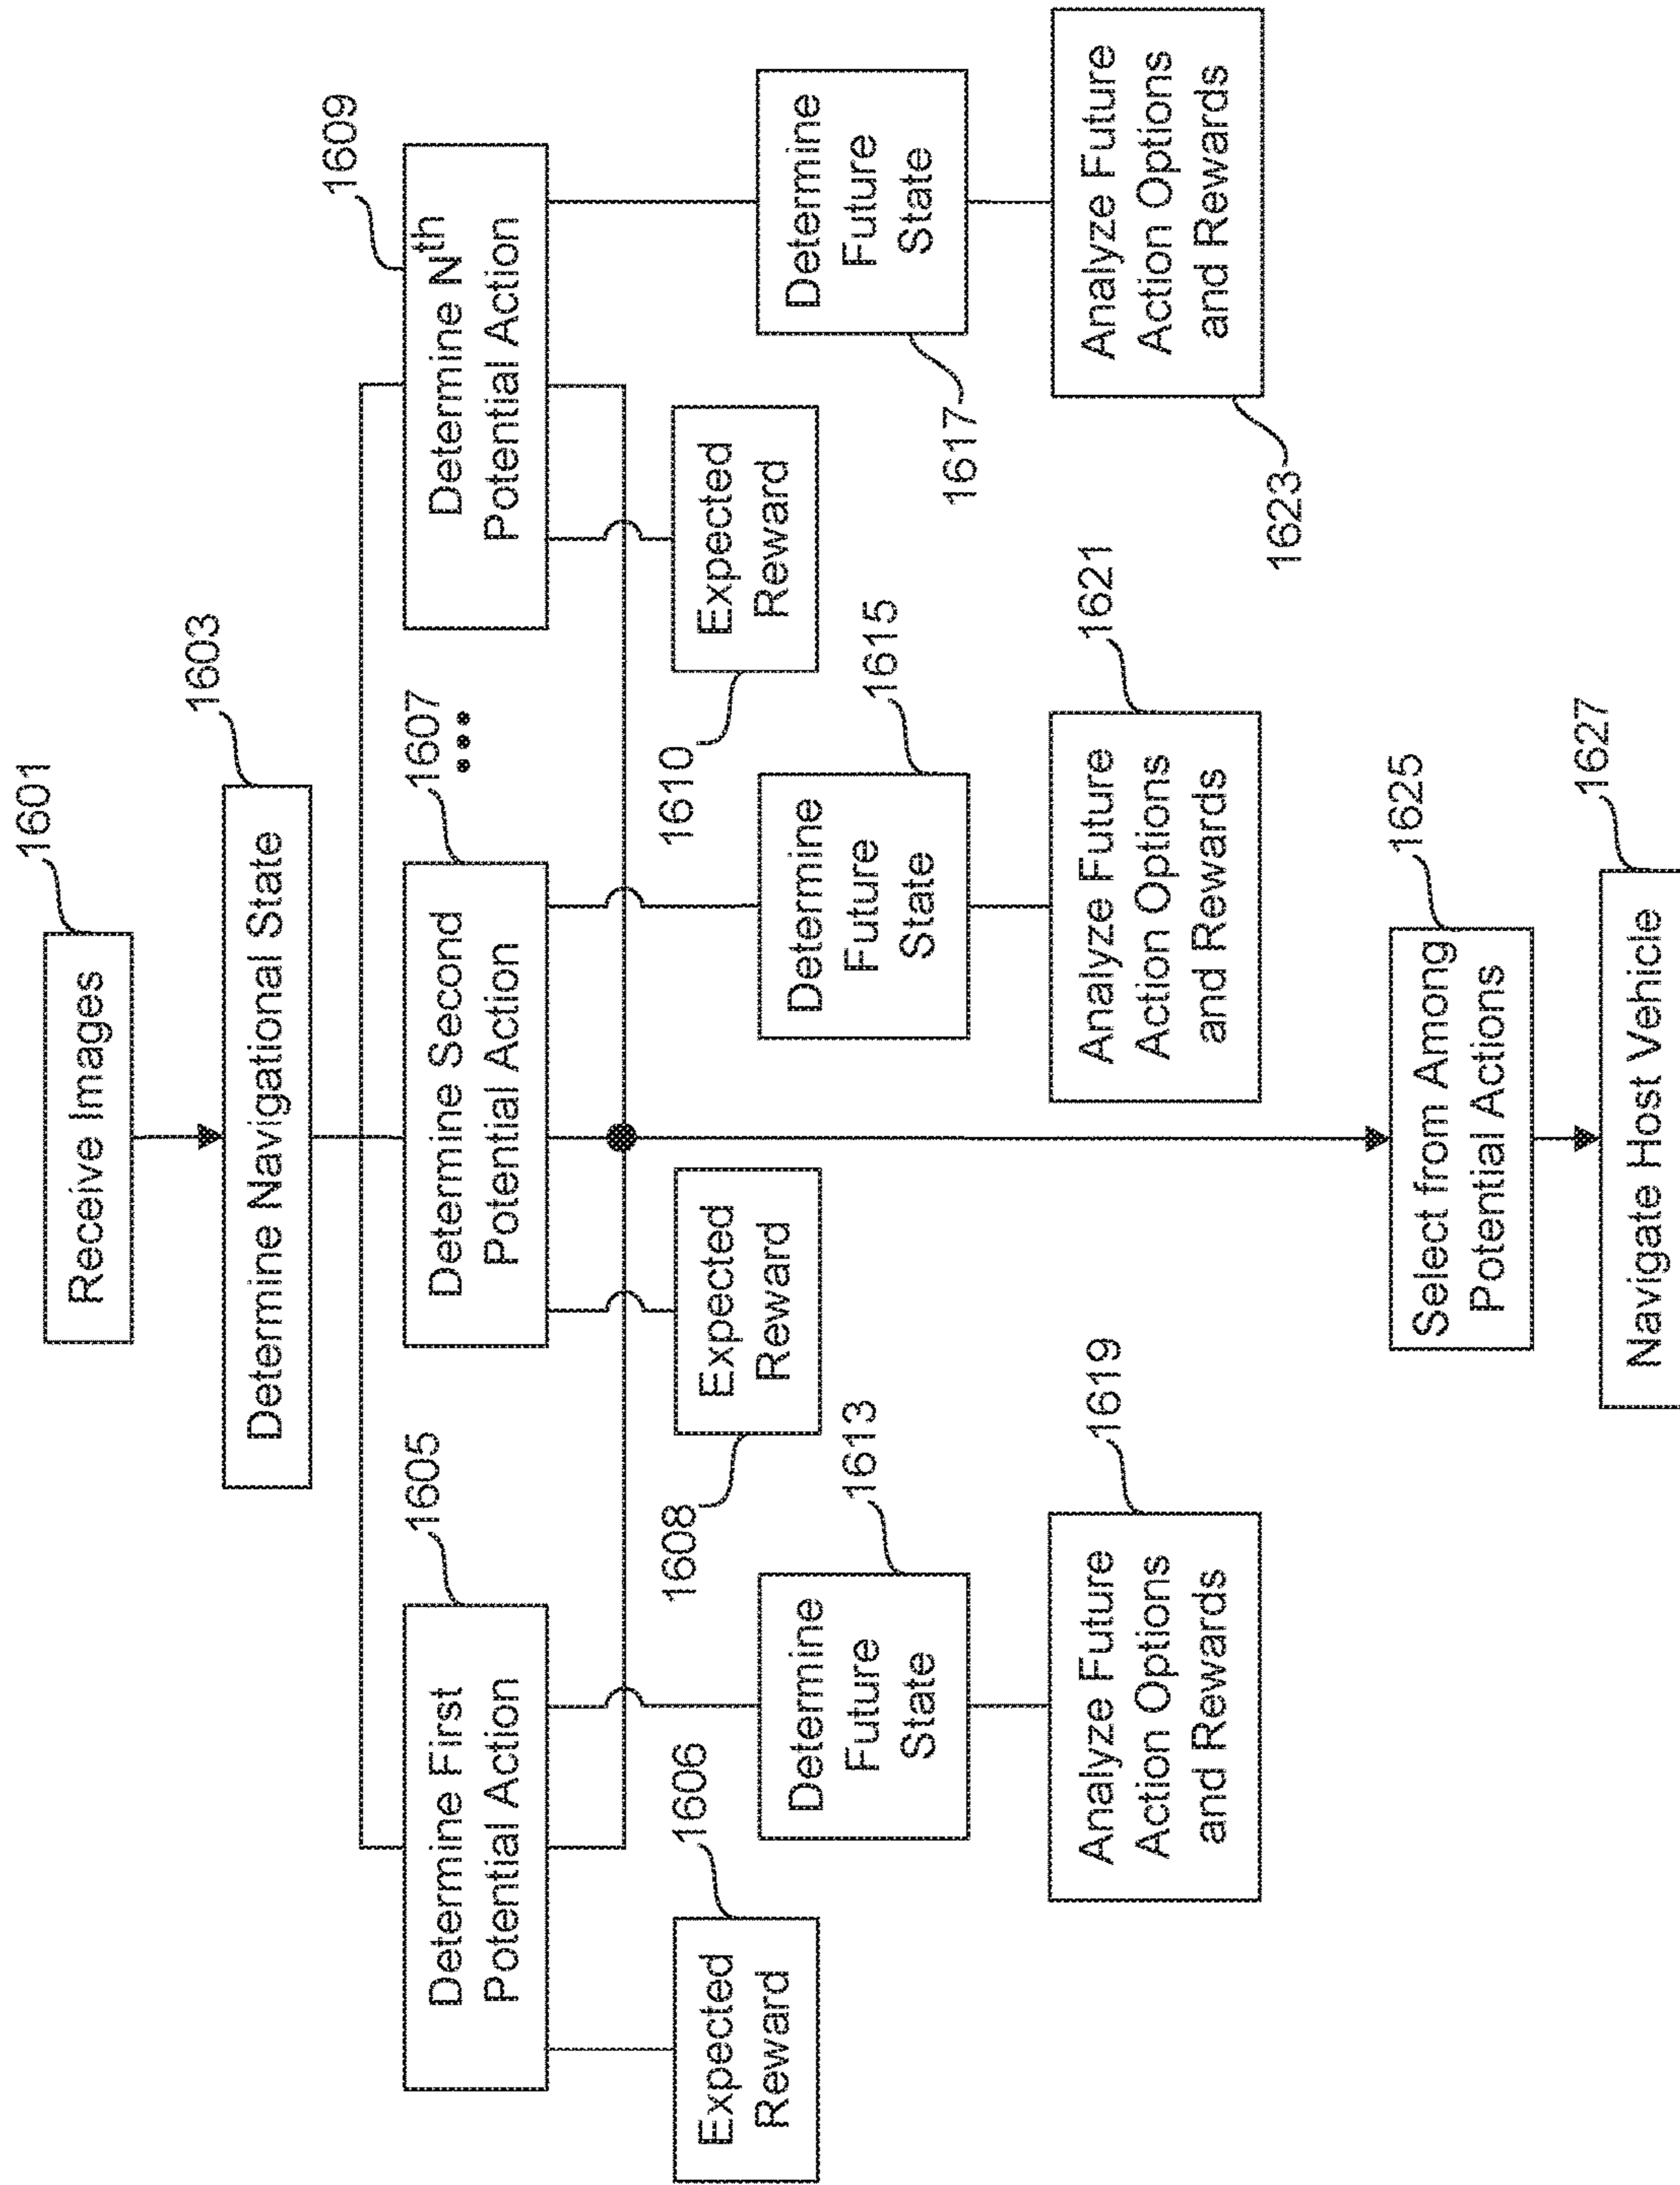 1601
Receive Images
1603
Determine Navigational State
1605
Determine First
Potential Action
1607
Determine Second
Potential Action
•••
1609
Determine Nth
Potential Action
1606
Expected
Reward
1608
Expected
Reward
1610
Expected
Reward
1613
Determine
Future
State
1615
Determine
Future
State
1617
Determine
Future
State
1619
Analyze Future
Action Options
and Rewards
1621
Analyze Future
Action Options
and Rewards
1623
Analyze Future
Action Options
and Rewards
1625
Select from Among
Potential Actions
1627
Navigate Host Vehicle